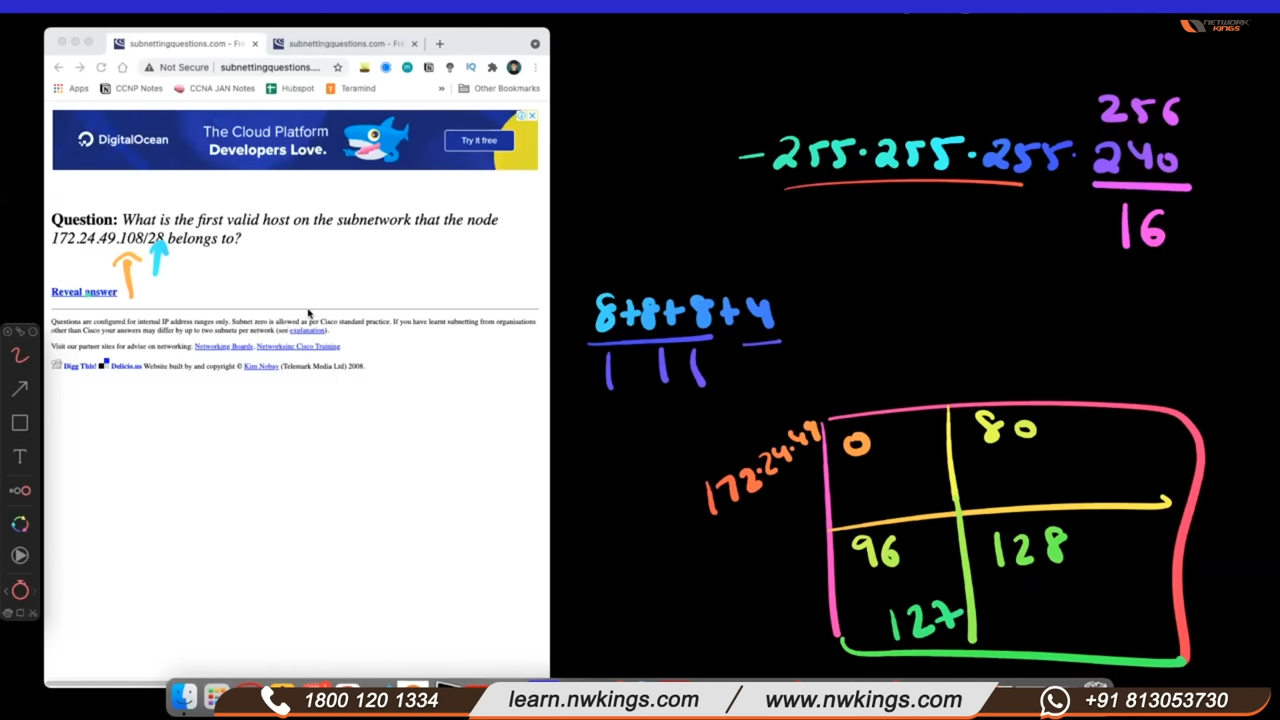 NETWORK
KINGS
subnettingquestions.com - Fre
subnettingquestions.com - Fre
Not Secure
subnettingquestions....
Apps
CCNP Notes
CCNA JAN Notes
Hubspot
Teramind
»
Other Bookmarks
DigitalOcean
The Cloud Platform
Developers Love.
Try it free
Question: What is the first valid host on the subnetwork that the node
172.24.49.108/28 belongs to?
Reveal answer
Questions are configured for internal IP address ranges only. Subnet zero is allowed as per Cisco standard practice. If you have learnt subnetting from organisations
other than Cisco your answers may differ by up to two subnets per network (see explanation).
Visit our partner sites for advise on networking: Networking Boards, Networksinc Cisco Training
Digg This! Delicio.us Website built by and copyright © Kim Nobay (Telemark Media Ltd) 2008.
T
256
-255.255.255.240
16
8+8+8+4
1 1 1
172.24.49
0
80
96
128
127
1800 120 1334
learn.nwkings.com / www.nwkings.com
+91 813053730